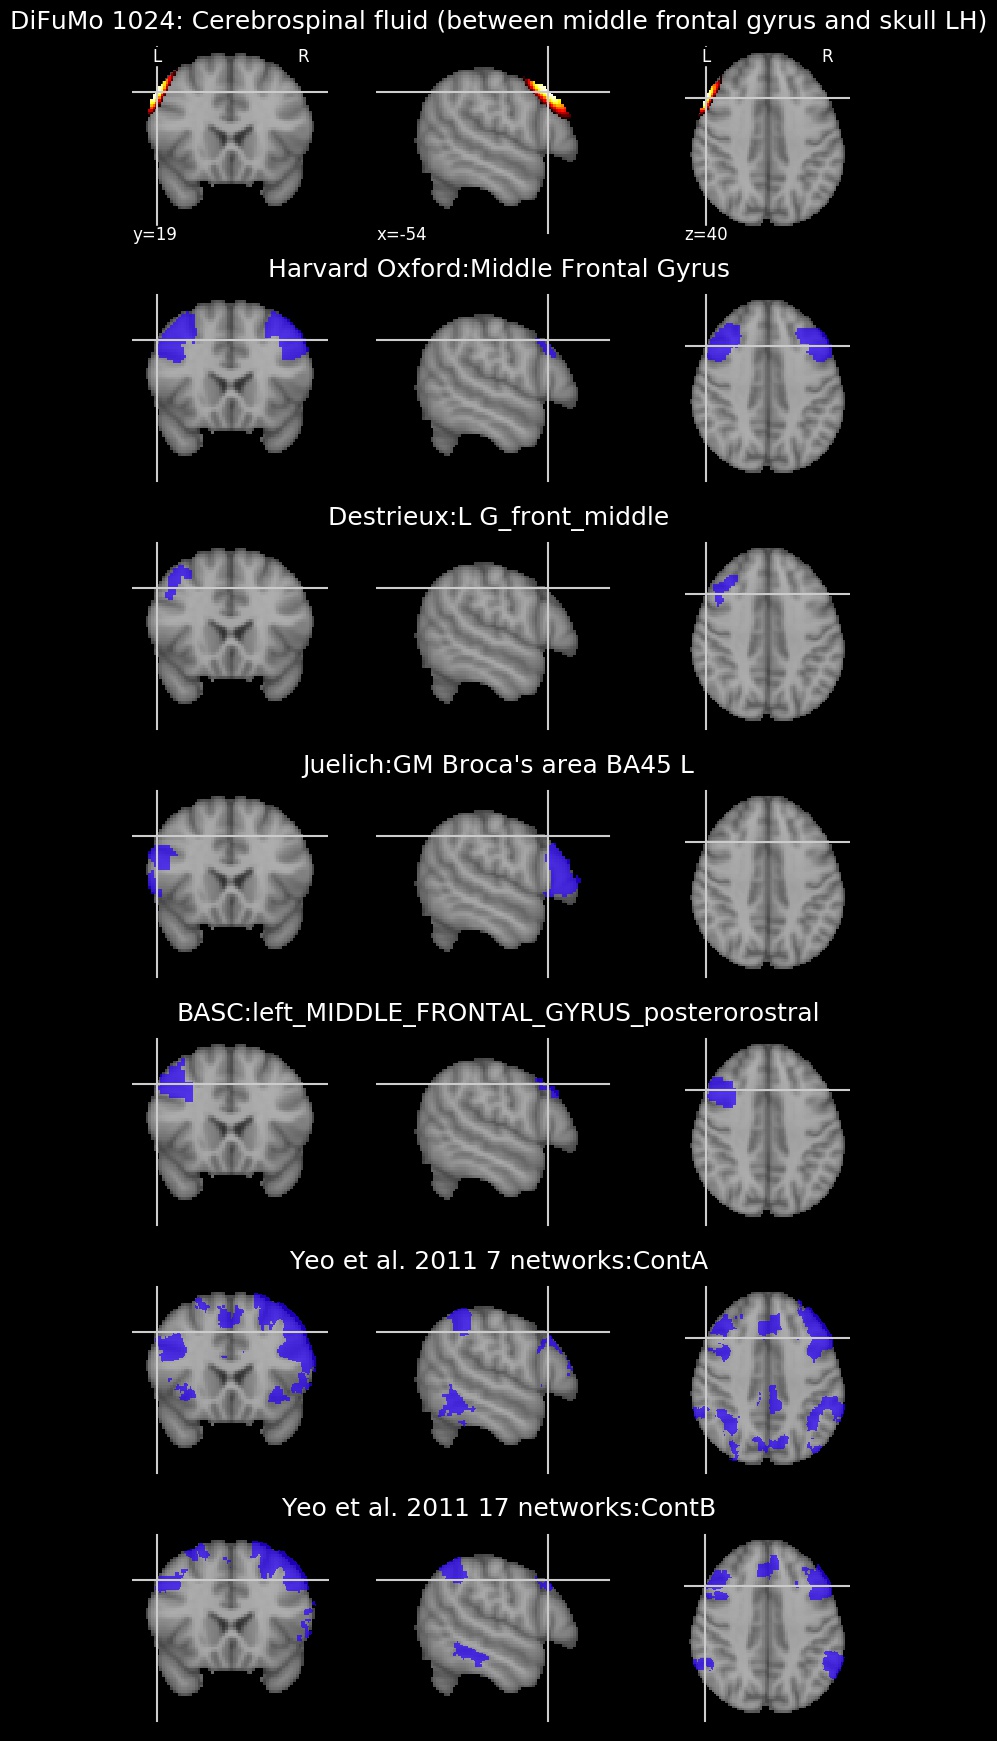 DiFuMo 1024: Cerebrospinal fluid (between middle frontal gyrus and skull LH)
L R L R
y=19 x=-54 z=40
Harvard Oxford:Middle Frontal Gyrus
Destrieux:L G_front_middle
Juelich:GM Broca's area BA45 L
BASC:left_MIDDLE_FRONTAL_GYRUS_posterorostral
Yeo et al. 2011 7 networks:ContA
Yeo et al. 2011 17 networks:ContB